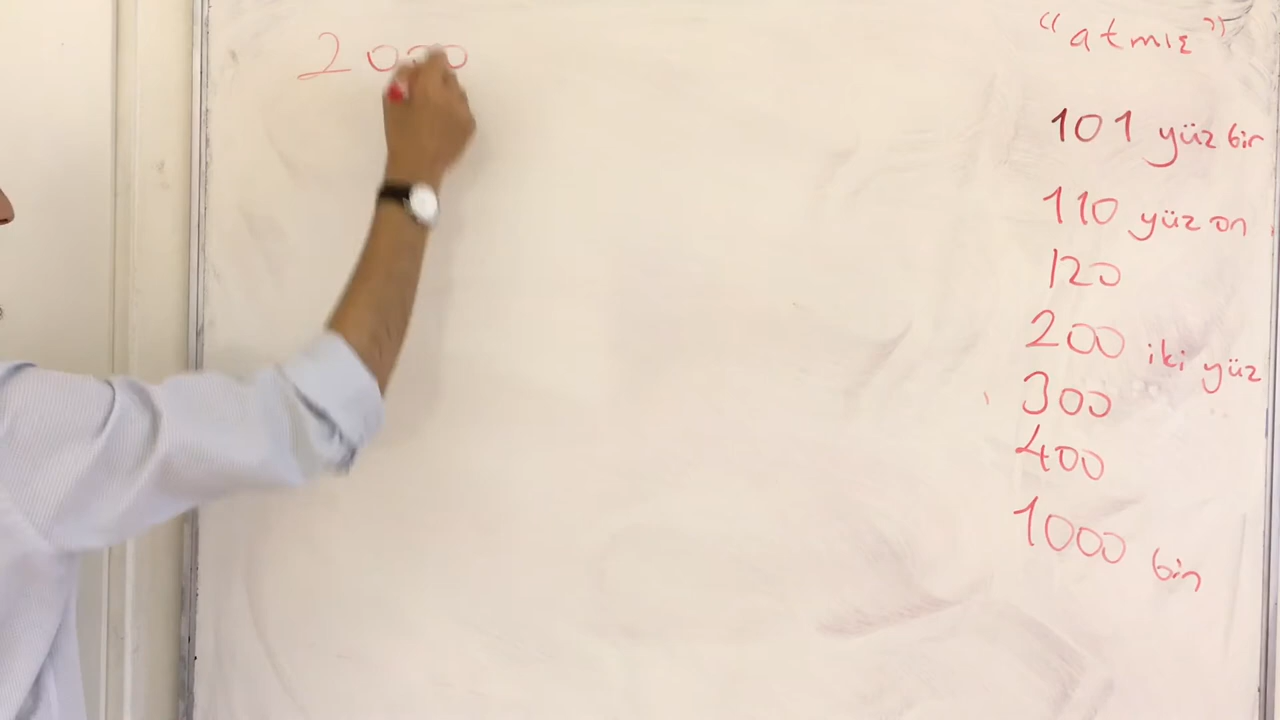 2000
"atmış"
101 yüz bir
110 yüz on
120
200 iki yüz
300
400
1000 bin